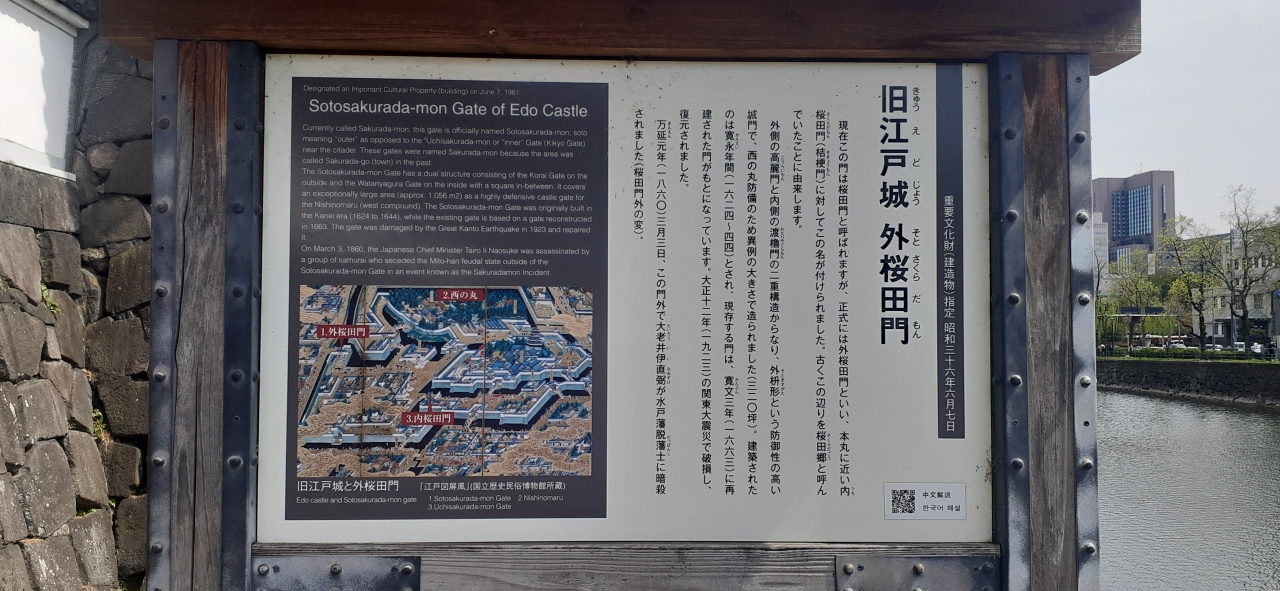 Designated an Important Cultural Property (building) on June 7, 1961
Sotosakurada-mon Gate of Edo Castle
Currently called Sakurada-mon, this gate is officially named Sotosakurada-mon, soto
meaning "outer" as opposed to the "Uchisakurada-mon or "inner" Gate (Kikyo Gate)
near the citadel. These gates were named Sakurada-mon because the area was
called Sakurada-go (town) in the past
The Sotosakurada-mon Gate has a dual structure consisting of the Korai Gate on the
outside and the Watariyagura Gate on the inside with a square in-between. It covers
an exceptionally large area (approx. 1,056 m2) as a highly defensive castle gate for
the Nishinomaru (west compound). The Sotosakurada-mon Gate was originally built in
the Kanei era (1624 to 1644), while the existing gate is based on a gate reconstructed
in 1663. The gate was damaged by the Great Kanto Earthquake in 1923 and repaired
it.
On March 3, 1860, the Japanese Chief Minister Tairo Ii Naosuke was assassinated by
a group of samurai who seceded the Mito-han feudal state outside of the
Sotosakurada-mon Gate in an event known as the Sakuradamon Incident.
2.西の丸
1.外桜田門
3.内桜田門
旧江戸城と外桜田門
「江戸図屏風」(国立歴史民俗博物館所蔵)
Edo castle and Sotosakurada-mon gate
1.Sotosakurada-mon Gate 2.Nishinomaru
3.Uchisakurada-mon Gate
重要文化財(建造物)指定 昭和三十六年六月七日
旧江戸城 外桜田門
きゅう え ど じょう そと さくら だ もん
現在この門は桜田門と呼ばれますが、正式には外桜田門といい、本丸に近い内
桜田門(桔梗門)に対してこの名が付けられました。古くこの辺りを桜田郷と呼ん
でいたことに由来します。
外側の高麗門と内側の渡櫓門の二重構造からなり、外枡形という防御性の高い
城門で、西の丸防備のため異例の大きさで造られました(三二〇坪)。建築された
のは寛永年間(一六二四~四四)とされ、現存する門は、寛文三年(一六六三)に再
建された門がもとになっています。大正十二年(一九二三)の関東大震災で破損し、
復元されました。
万延元年(一八六〇)三月三日、この門外で大老井伊直弼が水戸藩脱藩士に暗殺
されました(桜田門外の変)。
中文解说
한국어 해설